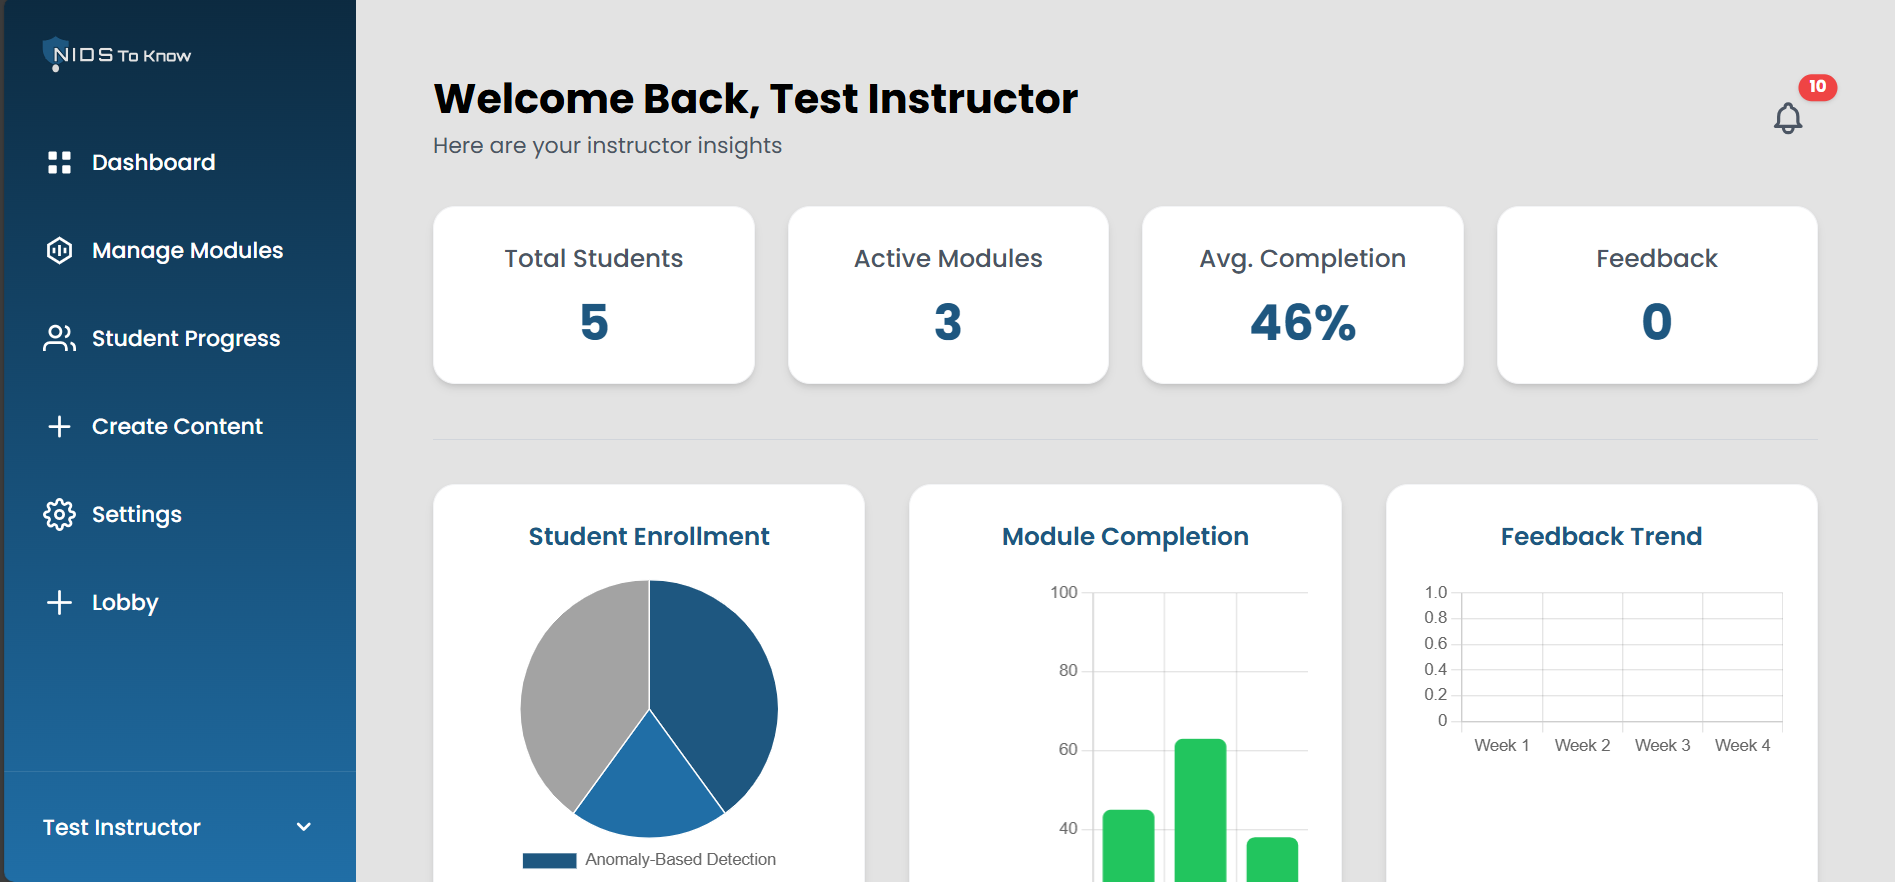 NIDS To Know
Dashboard
Manage Modules
Student Progress
Create Content
Settings
Lobby
Test Instructor
Welcome Back, Test Instructor
Here are your instructor insights
10
Total Students
5
Active Modules
3
Avg. Completion
46%
Feedback
0
Student Enrollment
Anomaly-Based Detection
Module Completion
100
80
60
40
Feedback Trend
1.0
0.8
0.6
0.4
0.2
0
Week 1 Week 2 Week 3 Week 4